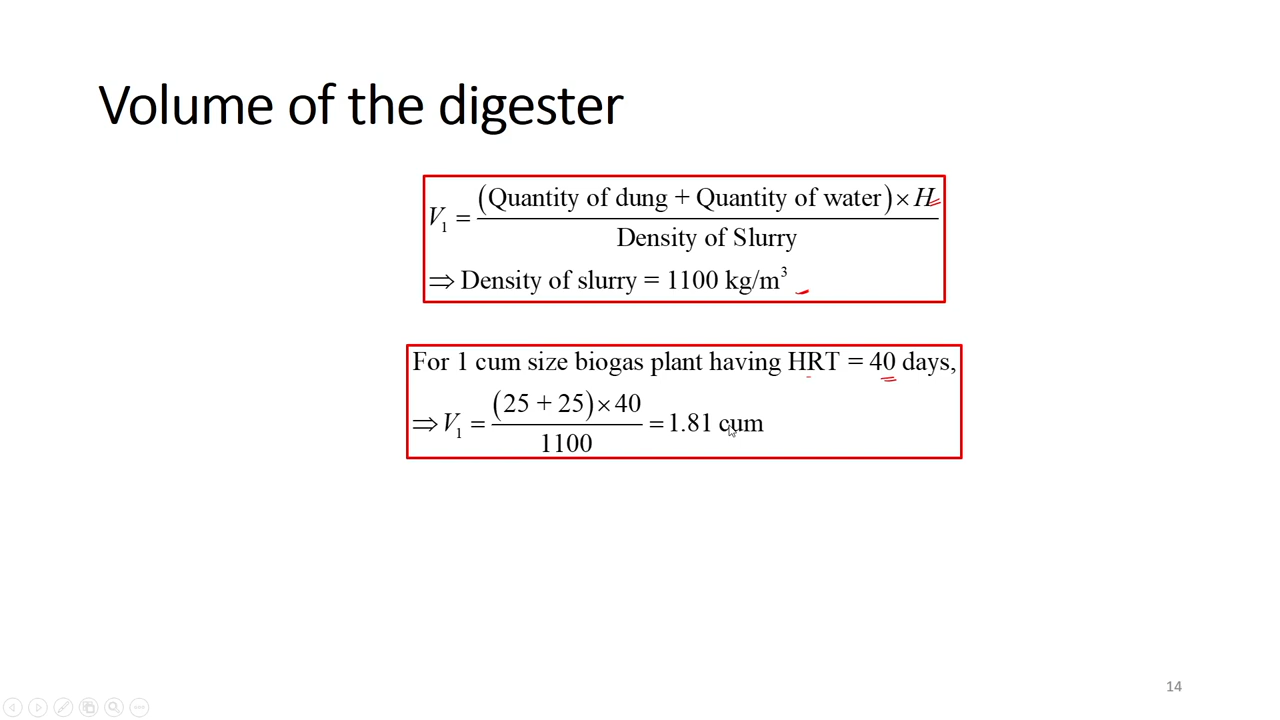 Volume of the digester
V₁ = (Quantity of dung + Quantity of water) × H / Density of Slurry
⇒ Density of slurry = 1100 kg/m³
For 1 cum size biogas plant having HRT = 40 days,
⇒ V₁ = (25 + 25) × 40 / 1100 = 1.81 cum
14